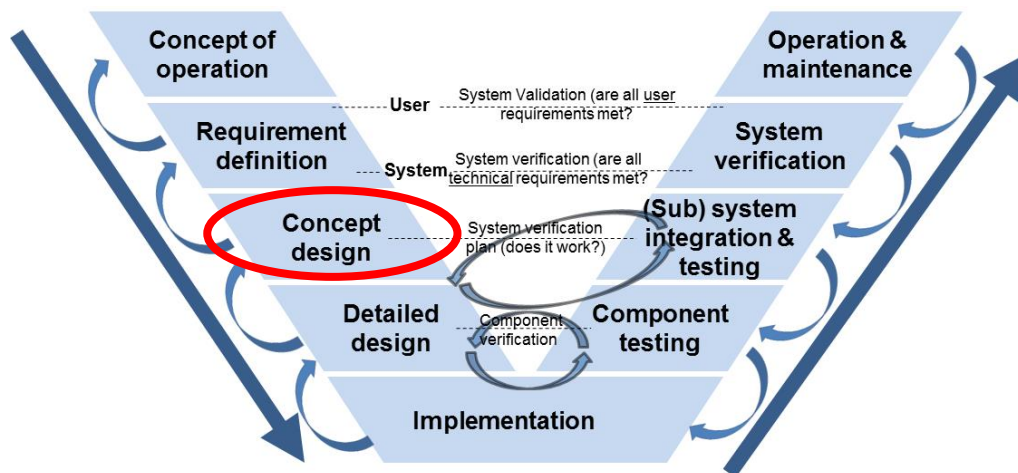 Concept of
operation
Operation &
maintenance
User
System Validation (are all user
requirements met?
Requirement
definition
System
verification
System
System verification (are all
technical requirements met?
Concept
design
System verification
plan (does it work?)
(Sub) system
integration &
testing
Detailed
design
Component
verification
Component
testing
Implementation